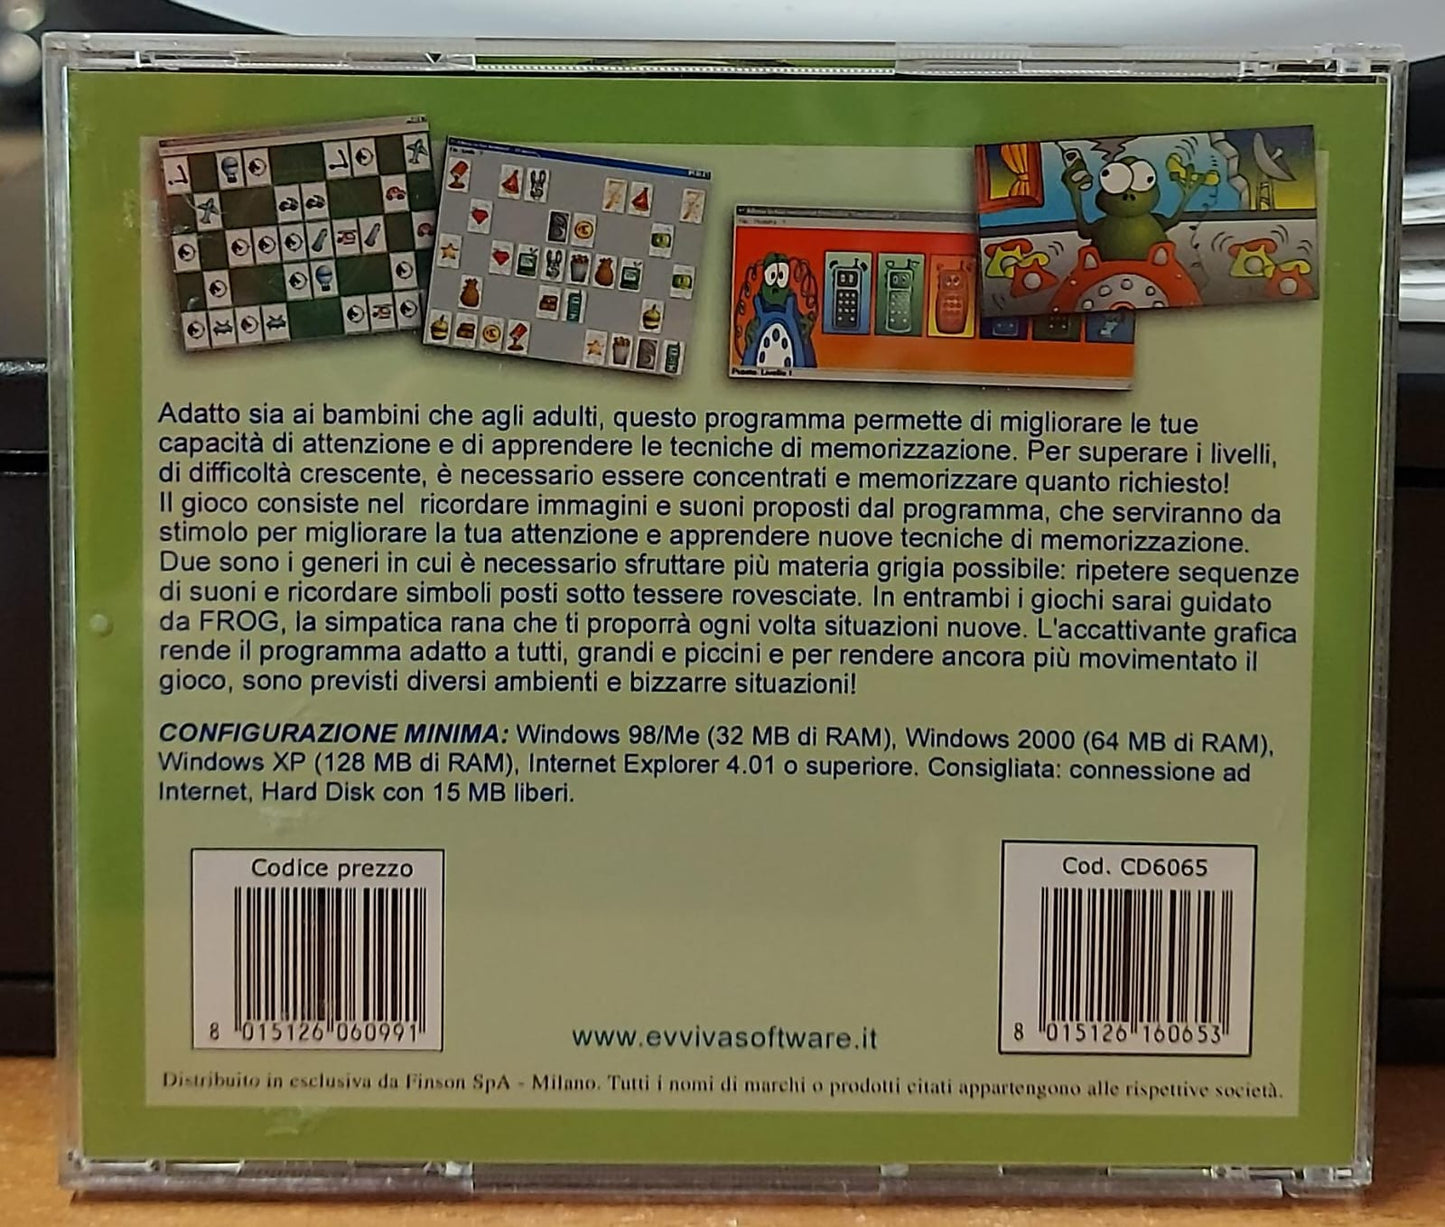 Pronto Livello 1
Adatto sia ai bambini che agli adulti, questo programma permette di migliorare le tue
capacità di attenzione e di apprendere le tecniche di memorizzazione. Per superare i livelli,
di difficoltà crescente, è necessario essere concentrati e memorizzare quanto richiesto!
Il gioco consiste nel ricordare immagini e suoni proposti dal programma, che serviranno da
stimolo per migliorare la tua attenzione e apprendere nuove tecniche di memorizzazione.
Due sono i generi in cui è necessario sfruttare più materia grigia possibile: ripetere sequenze
di suoni e ricordare simboli posti sotto tessere rovesciate. In entrambi i giochi sarai guidato
da FROG, la simpatica rana che ti proporrà ogni volta situazioni nuove. L'accattivante grafica
rende il programma adatto a tutti, grandi e piccini e per rendere ancora più movimentato il
gioco, sono previsti diversi ambienti e bizzarre situazioni!
CONFIGURAZIONE MINIMA: Windows 98/Me (32 MB di RAM), Windows 2000 (64 MB di RAM),
Windows XP (128 MB di RAM), Internet Explorer 4.01 o superiore. Consigliata: connessione ad
Internet, Hard Disk con 15 MB liberi.
Codice prezzo
8 015126 060991
Cod. CD6065
8 015126 160653
www.evvivasoftware.it
Distribuito in esclusiva da Finson SpA - Milano. Tutti i nomi di marchi o prodotti citati appartengono alle rispettive società.